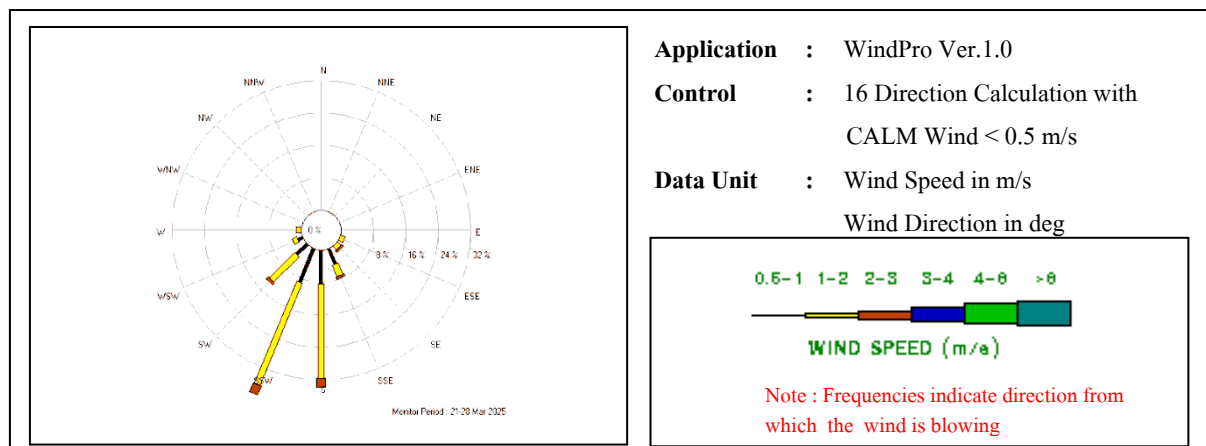 N
NNW
NNE
NW
NE
WNW
ENE
W
0 %
E
8 %
16 %
24 %
32 %
WSW
ESE
SW
SE
SSW
S
SSE
Monitor Period : 21-28 Mar 2025
Application : WindPro Ver.1.0
Control : 16 Direction Calculation with
CALM Wind < 0.5 m/s
Data Unit : Wind Speed in m/s
Wind Direction in deg
0.5-1 1-2 2-3 3-4 4-6 >6
WIND SPEED (m/s)
Note : Frequencies indicate direction from
which the wind is blowing